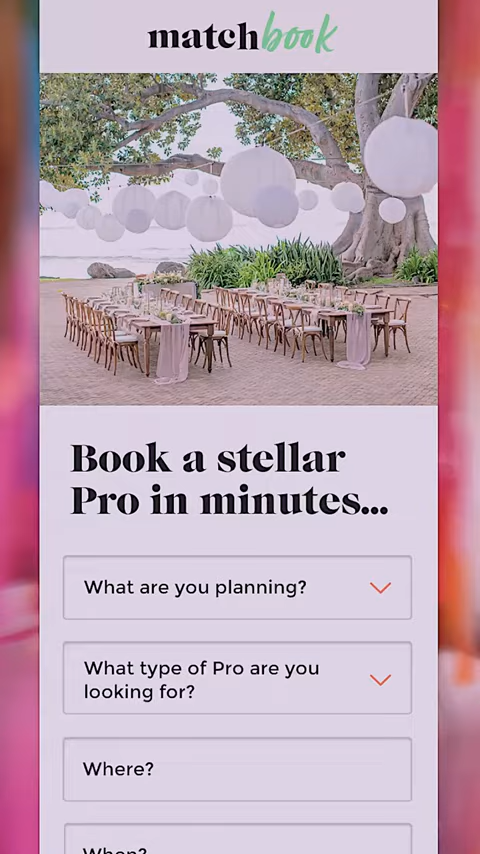 matchbook
Book a stellar
Pro in minutes...
What are you planning?
What type of Pro are you
looking for?
Where?
When?